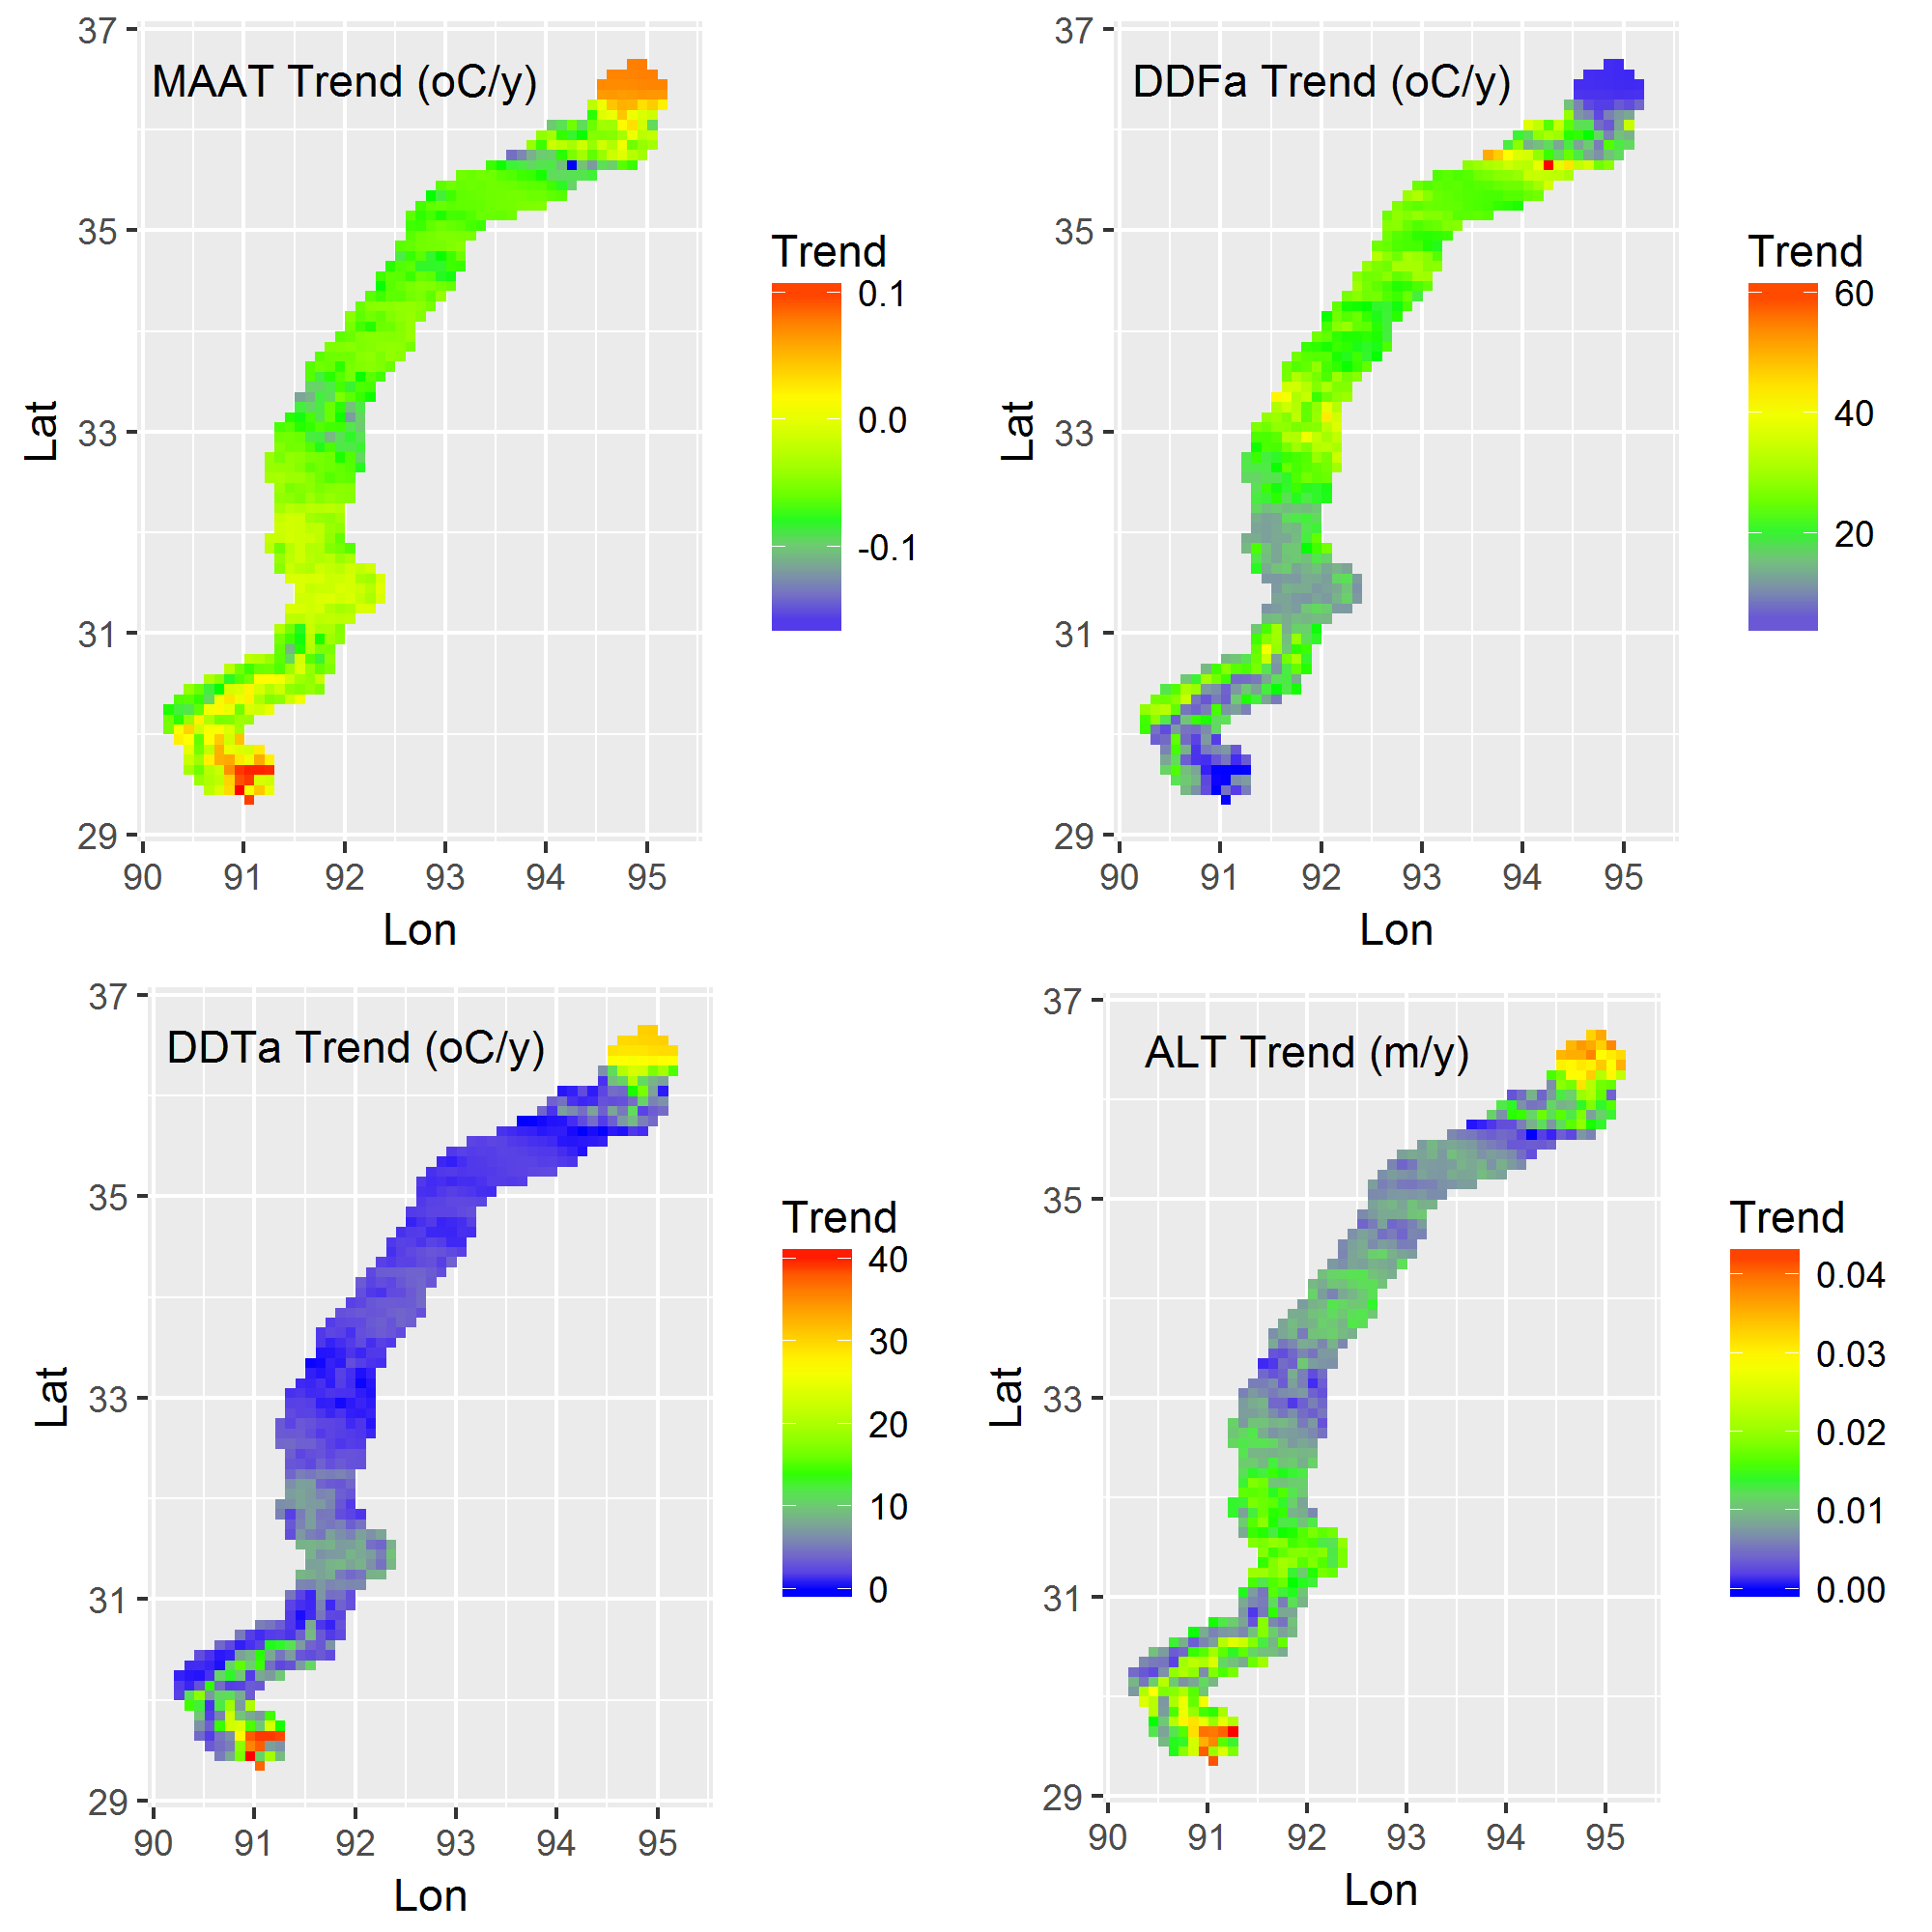 37
MAAT Trend (oC/y)
35
33
31
29
Lat
90 91 92 93 94 95
Lon
Trend
0.1
0.0
-0.1
37
DDFa Trend (oC/y)
35
33
31
29
Lat
90 91 92 93 94 95
Lon
Trend
60
40
20
37
DDTa Trend (oC/y)
35
33
31
29
Lat
90 91 92 93 94 95
Lon
Trend
40
30
20
10
0
37
ALT Trend (m/y)
35
33
31
29
Lat
90 91 92 93 94 95
Lon
Trend
0.04
0.03
0.02
0.01
0.00